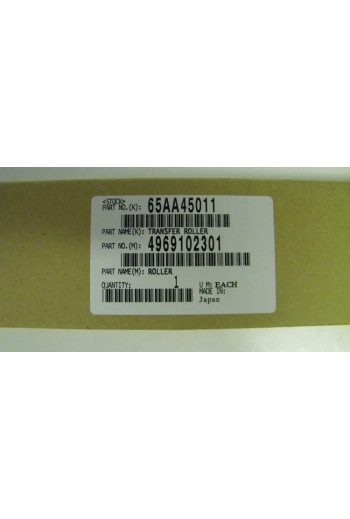 <STUCK>
PART NO.(K): 65AA45011
PART NAME(K): TRANSFER ROLLER
PART NO.(M): 4969102301
PART NAME(M): ROLLER
QUANTITY: 1 U M: EACH
MADE IN:
Japan